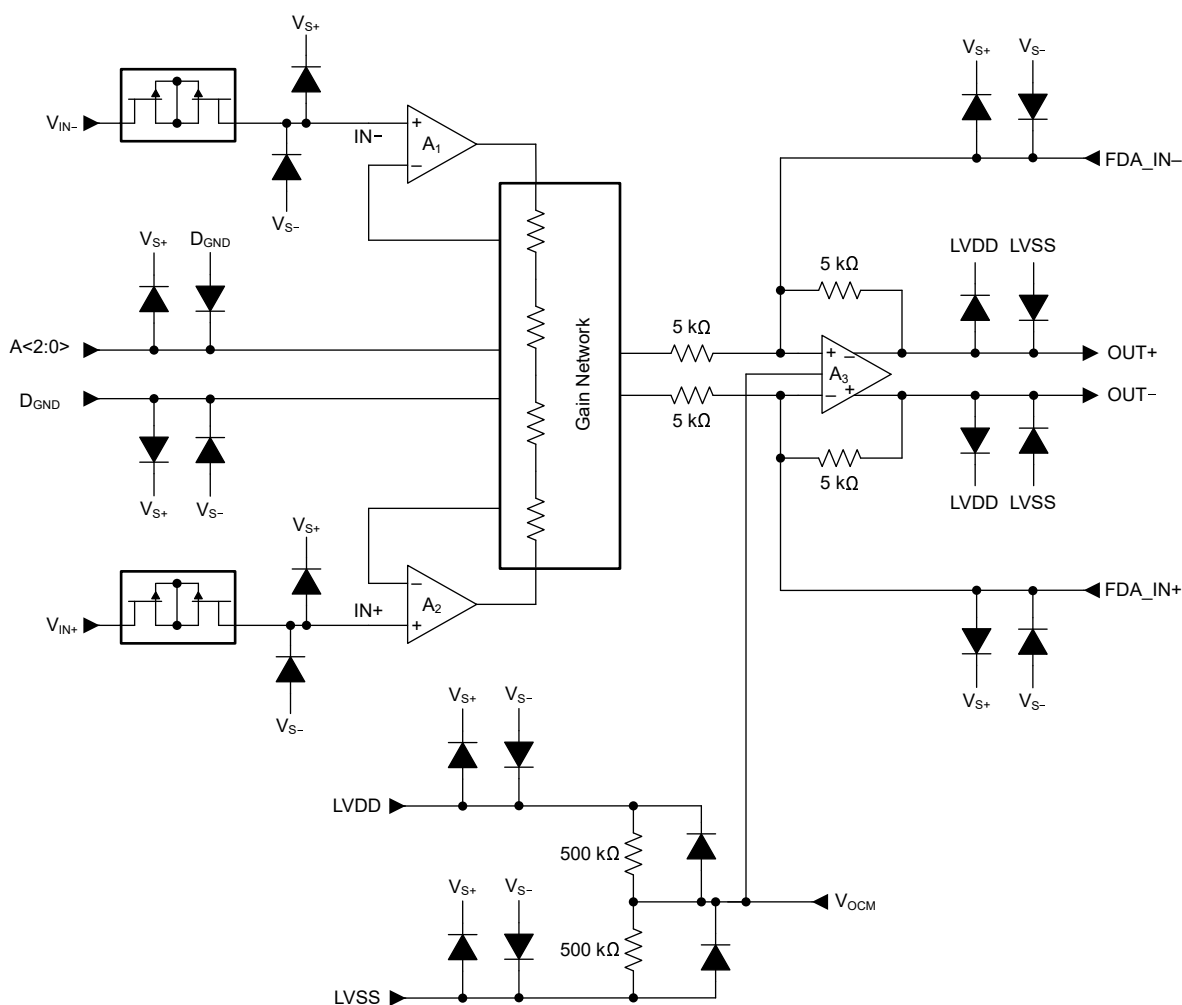 VS+
VS+
VS−
VIN−
IN−
+
A1
−
FDA_IN−
VS−
VS+
DGND
LVDD
LVSS
5 kΩ
5 kΩ
A<2:0>
Gain Network
+
−
OUT+
A3
DGND
−
+
OUT−
5 kΩ
5 kΩ
VS+
VS−
LVDD
LVSS
VS+
−
A2
FDA_IN+
IN+
+
VIN+
VS+
VS−
VS−
VS+
VS−
LVDD
500 kΩ
VS+
VS−
VOCM
500 kΩ
LVSS